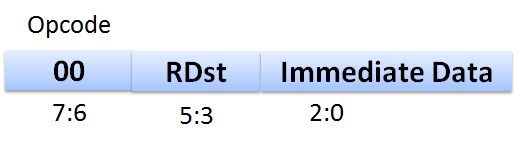 Opcode
00 RDst Immediate Data
7:6 5:3 2:0